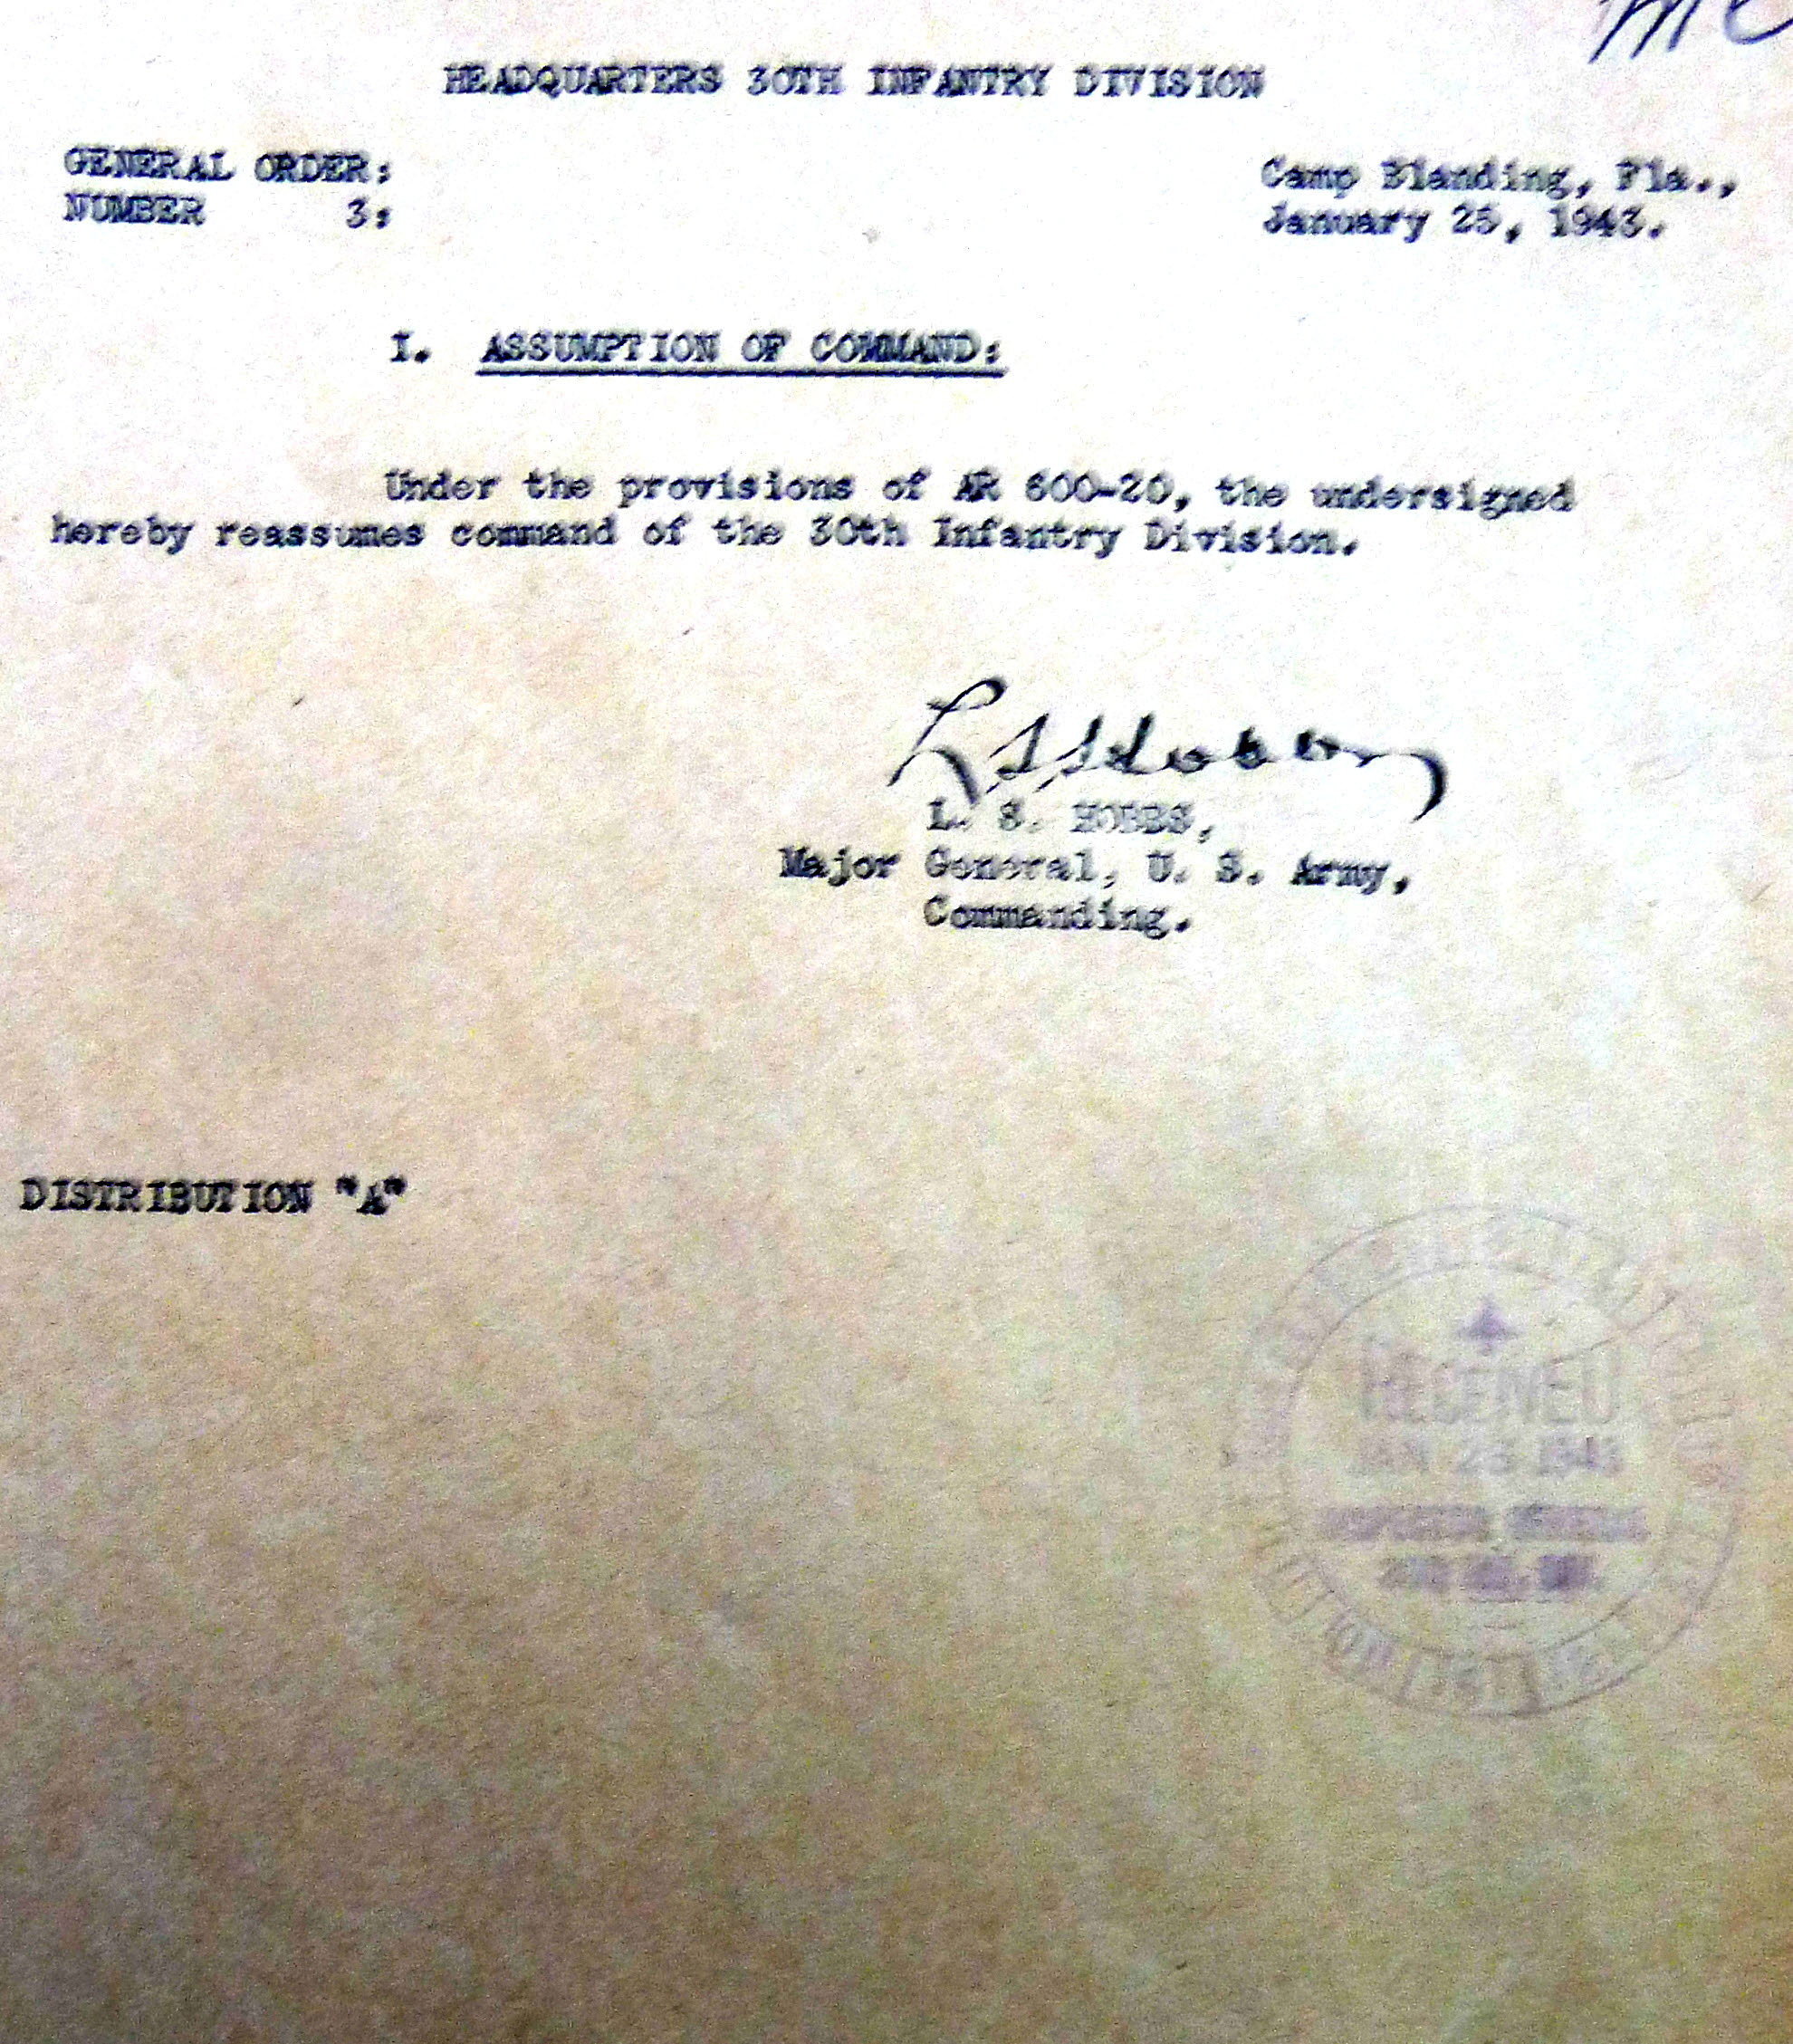 HEADQUARTERS 30TH INFANTRY DIVISION
GENERAL ORDER:
NUMBER 3:
Camp Blanding, Fla.,
January 25, 1943.
I. ASSUMPTION OF COMMAND:
Under the provisions of AR 600-20, the undersigned
hereby reassumes command of the 30th Infantry Division.
L. S. HOBBS,
Major General, U. S. Army,
Commanding.
DISTRIBUTION "A"
RECEIVED
JAN 1943